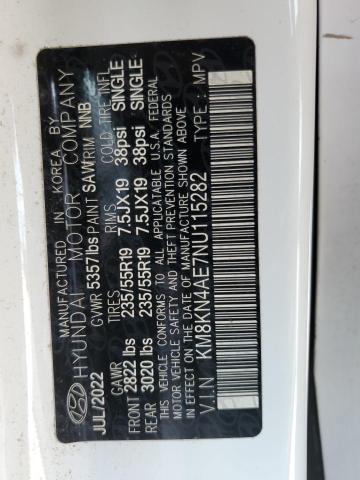 MANUFACTURED IN KOREA BY
HYUNDAI MOTOR COMPANY
JUL/2022 GVWR 5357lbs PAINT SAW TRIM NNB
GAWR TIRES RIMS COLD TIRE INFL.
FRONT 2822 lbs 235/55R19 7.5JX19 38psi SINGLE
REAR 3020 lbs 235/55R19 7.5JX19 38psi SINGLE
THIS VEHICLE CONFORMS TO ALL APPLICABLE U.S.A. FEDERAL
MOTOR VEHICLE SAFETY, BUMPER AND THEFT PREVENTION STANDARDS
IN EFFECT ON THE DATE OF MANUFACTURE SHOWN ABOVE.
V.I.N KM8KN4AE7NU115282 TYPE : MPV